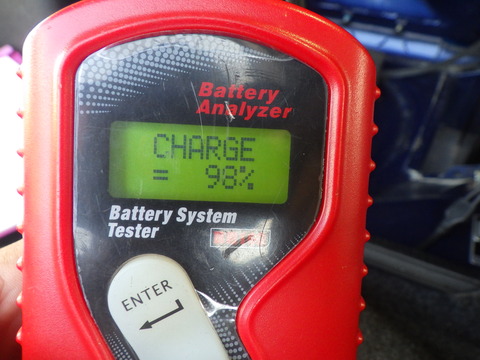 Battery
Analyzer
CHARGE
= 98%
Battery System
Tester
ENTER